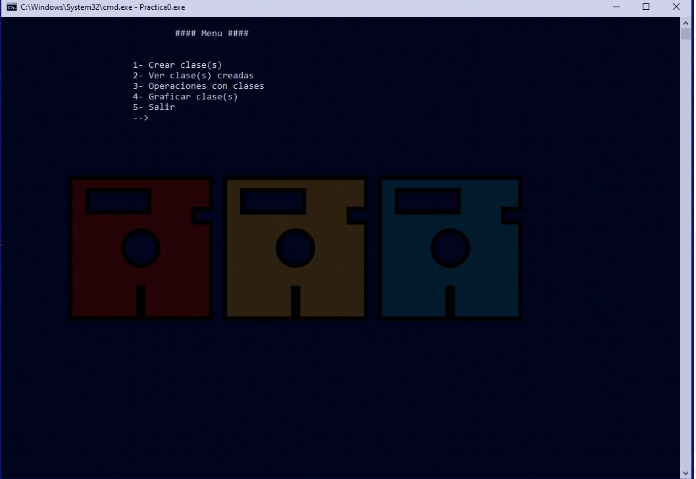 C:\Windows\System32\cmd.exe - Practica0.exe
#### Menu ####
1- Crear clase(s)
2- Ver clase(s) creadas
3- Operaciones con clases
4- Graficar clase(s)
5- Salir
-->